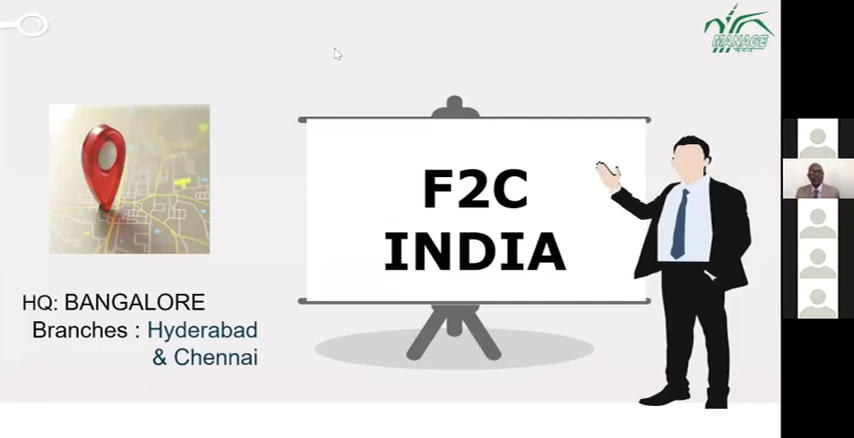 MANAGE
F2C
INDIA
HQ: BANGALORE
Branches : Hyderabad
& Chennai